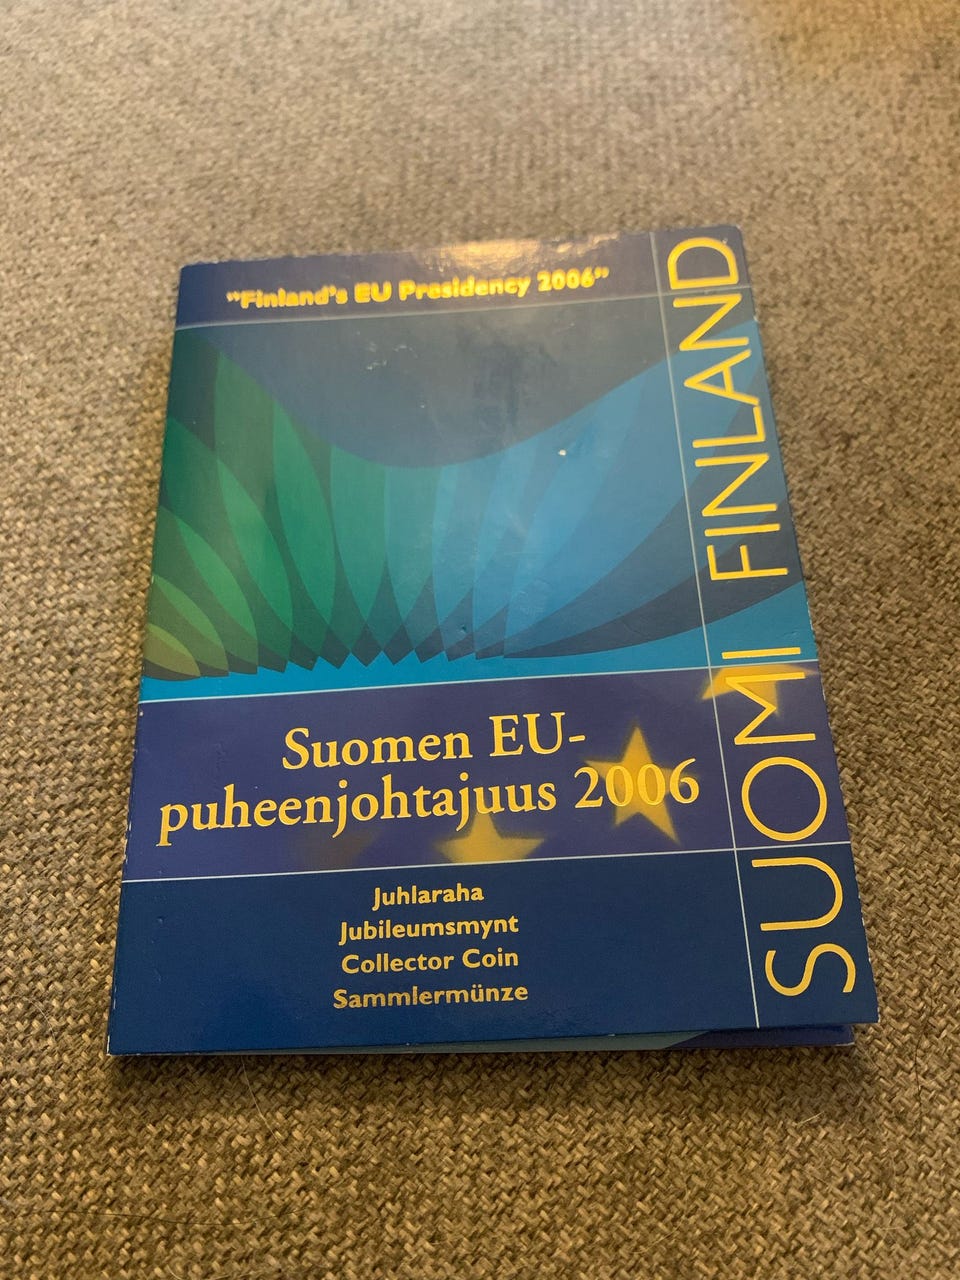 "Finland's EU Presidency 2006"
SUOMI FINLAND
Suomen EU-
puheenjohtajuus 2006
Juhlaraha
Jubileumsmynt
Collector Coin
Sammlermünze